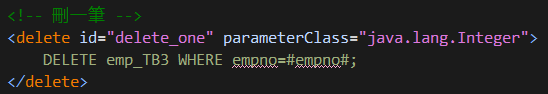 <!-- 刪一筆 -->
<delete id="delete_one" parameterClass="java.lang.Integer">
DELETE emp_TB3 WHERE empno=#empno#;
</delete>